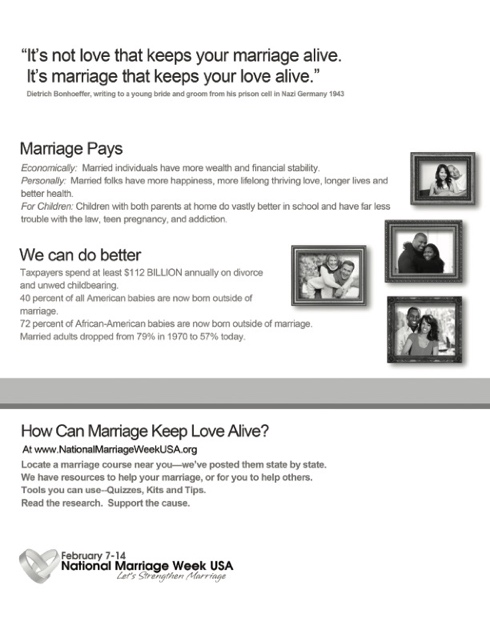 “It’s not love that keeps your marriage alive.
It’s marriage that keeps your love alive.”
Dietrich Bonhoeffer, writing to a young bride and groom from his prison cell in Nazi Germany 1943
Marriage Pays
Economically: Married individuals have more wealth and financial stability.
Personally: Married folks have more happiness, more lifelong thriving love, longer lives and
better health.
For Children: Children with both parents at home do vastly better in school and have far less
trouble with the law, teen pregnancy, and addiction.
We can do better
Taxpayers spend at least $112 BILLION annually on divorce
and unwed childbearing.
40 percent of all American babies are now born outside of
marriage.
72 percent of African-American babies are now born outside of marriage.
Married adults dropped from 79% in 1970 to 57% today.
How Can Marriage Keep Love Alive?
At www.NationalMarriageWeekUSA.org
Locate a marriage course near you—we’ve posted them state by state.
We have resources to help your marriage, or for you to help others.
Tools you can use--Quizzes, Kits and Tips.
Read the research. Support the cause.
February 7-14
National Marriage Week USA
Let's Strengthen Marriage